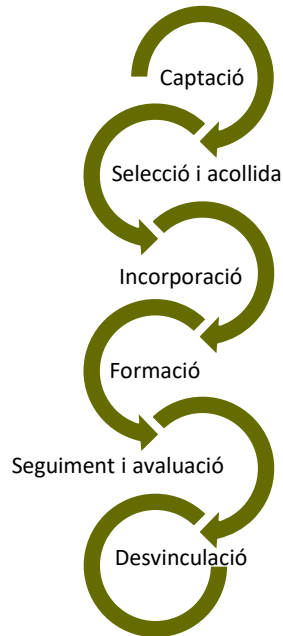 Captació
Selecció i acollida
Incorporació
Formació
Seguiment i avaluació
Desvinculació